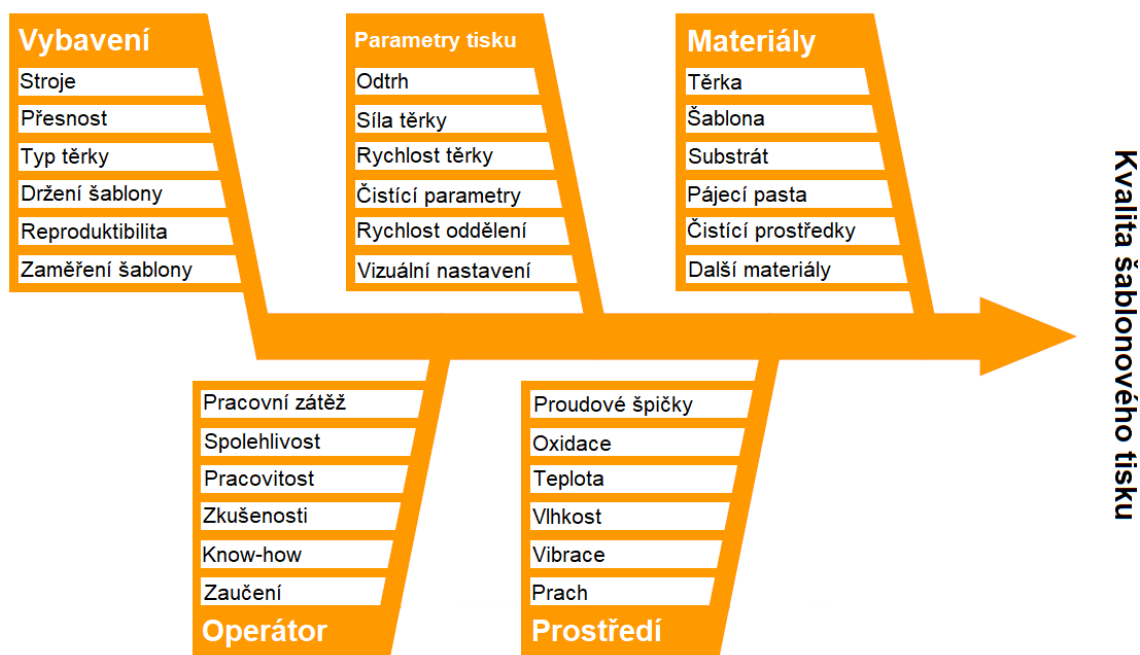 Vybavení
Stroje
Přesnost
Typ těrky
Držení šablony
Reproduktibilita
Zaměření šablony
Parametry tisku
Odtrh
Síla těrky
Rychlost těrky
Čistící parametry
Rychlost oddělení
Vizuální nastavení
Materiály
Těrka
Šablona
Substrát
Pájecí pasta
Čistící prostředky
Další materiály
Pracovní zátěž
Spolehlivost
Pracovitost
Zkušenosti
Know-how
Zaučení
Operátor
Proudové špičky
Oxidace
Teplota
Vlhkost
Vibrace
Prach
Prostředí
Kvalita šablonového tisku